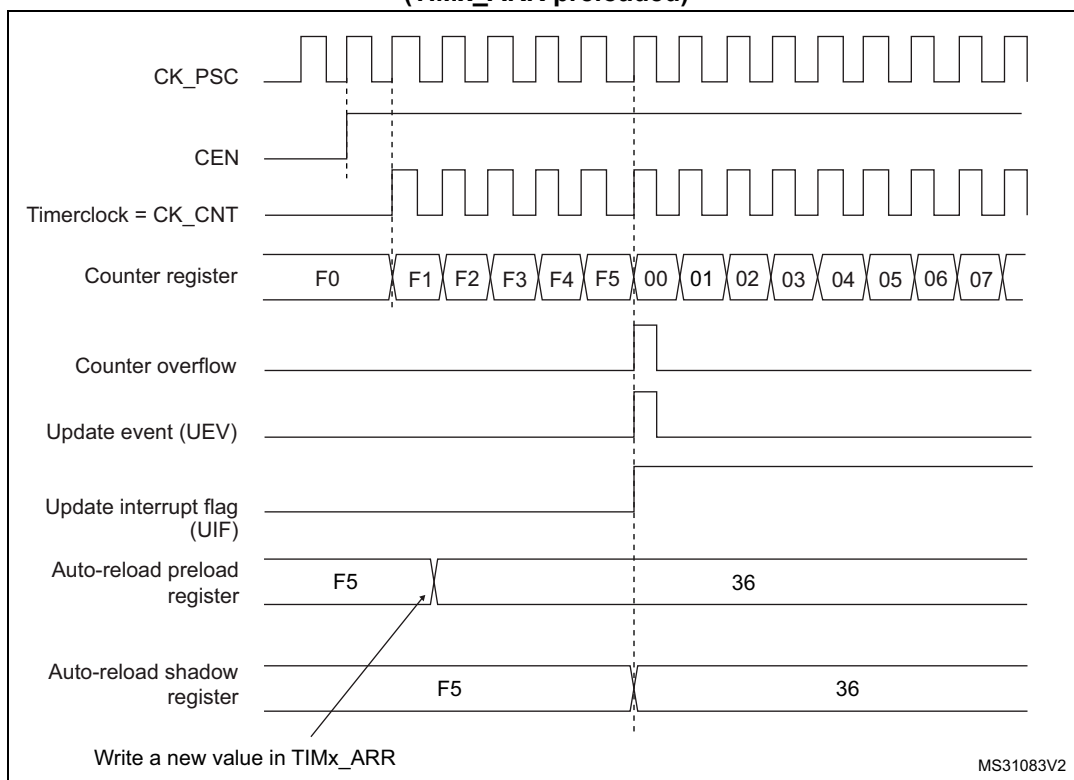 (TIMx_ARR preloaded)
CK_PSC
CEN
Timerclock = CK_CNT
Counter register F0 F1 F2 F3 F4 F5 00 01 02 03 04 05 06 07
Counter overflow
Update event (UEV)
Update interrupt flag
(UIF)
Auto-reload preload
register
F5 36
Auto-reload shadow
register
F5 36
Write a new value in TIMx_ARR
MS31083V2